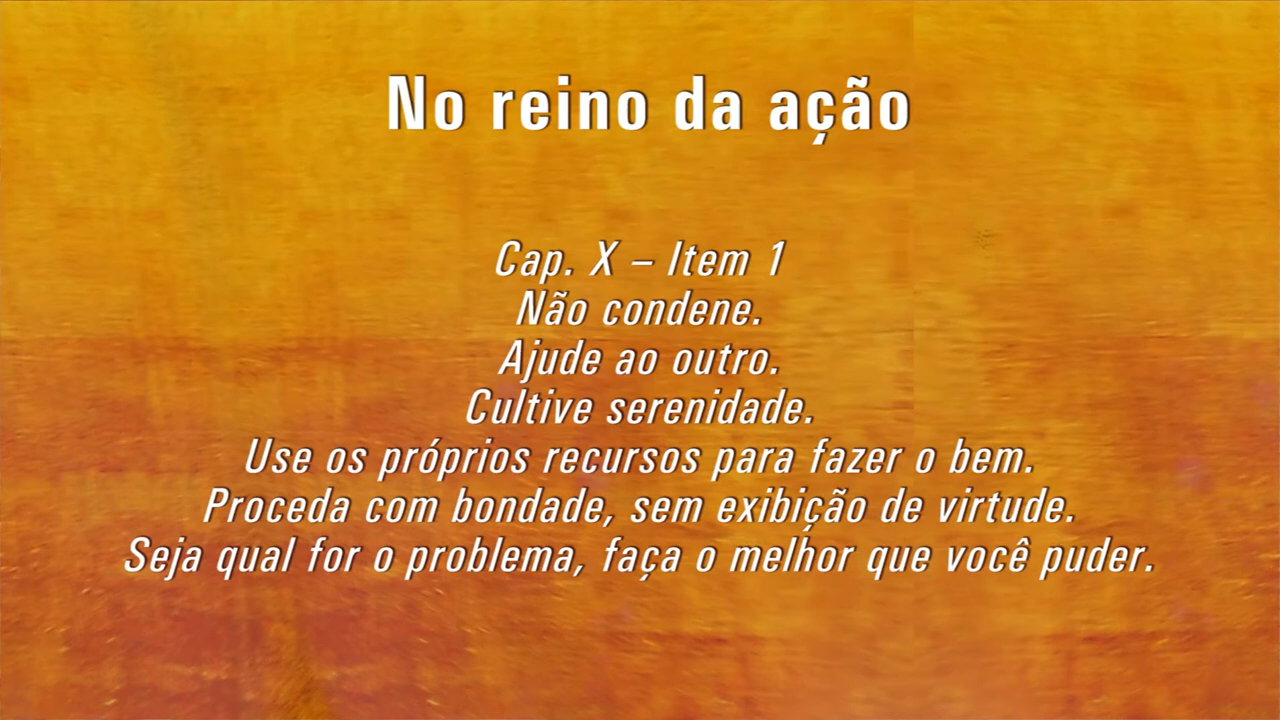 No reino da ação
Cap. X – Item 1
Não condene.
Ajude ao outro.
Cultive serenidade.
Use os próprios recursos para fazer o bem.
Proceda com bondade, sem exibição de virtude.
Seja qual for o problema, faça o melhor que você puder.